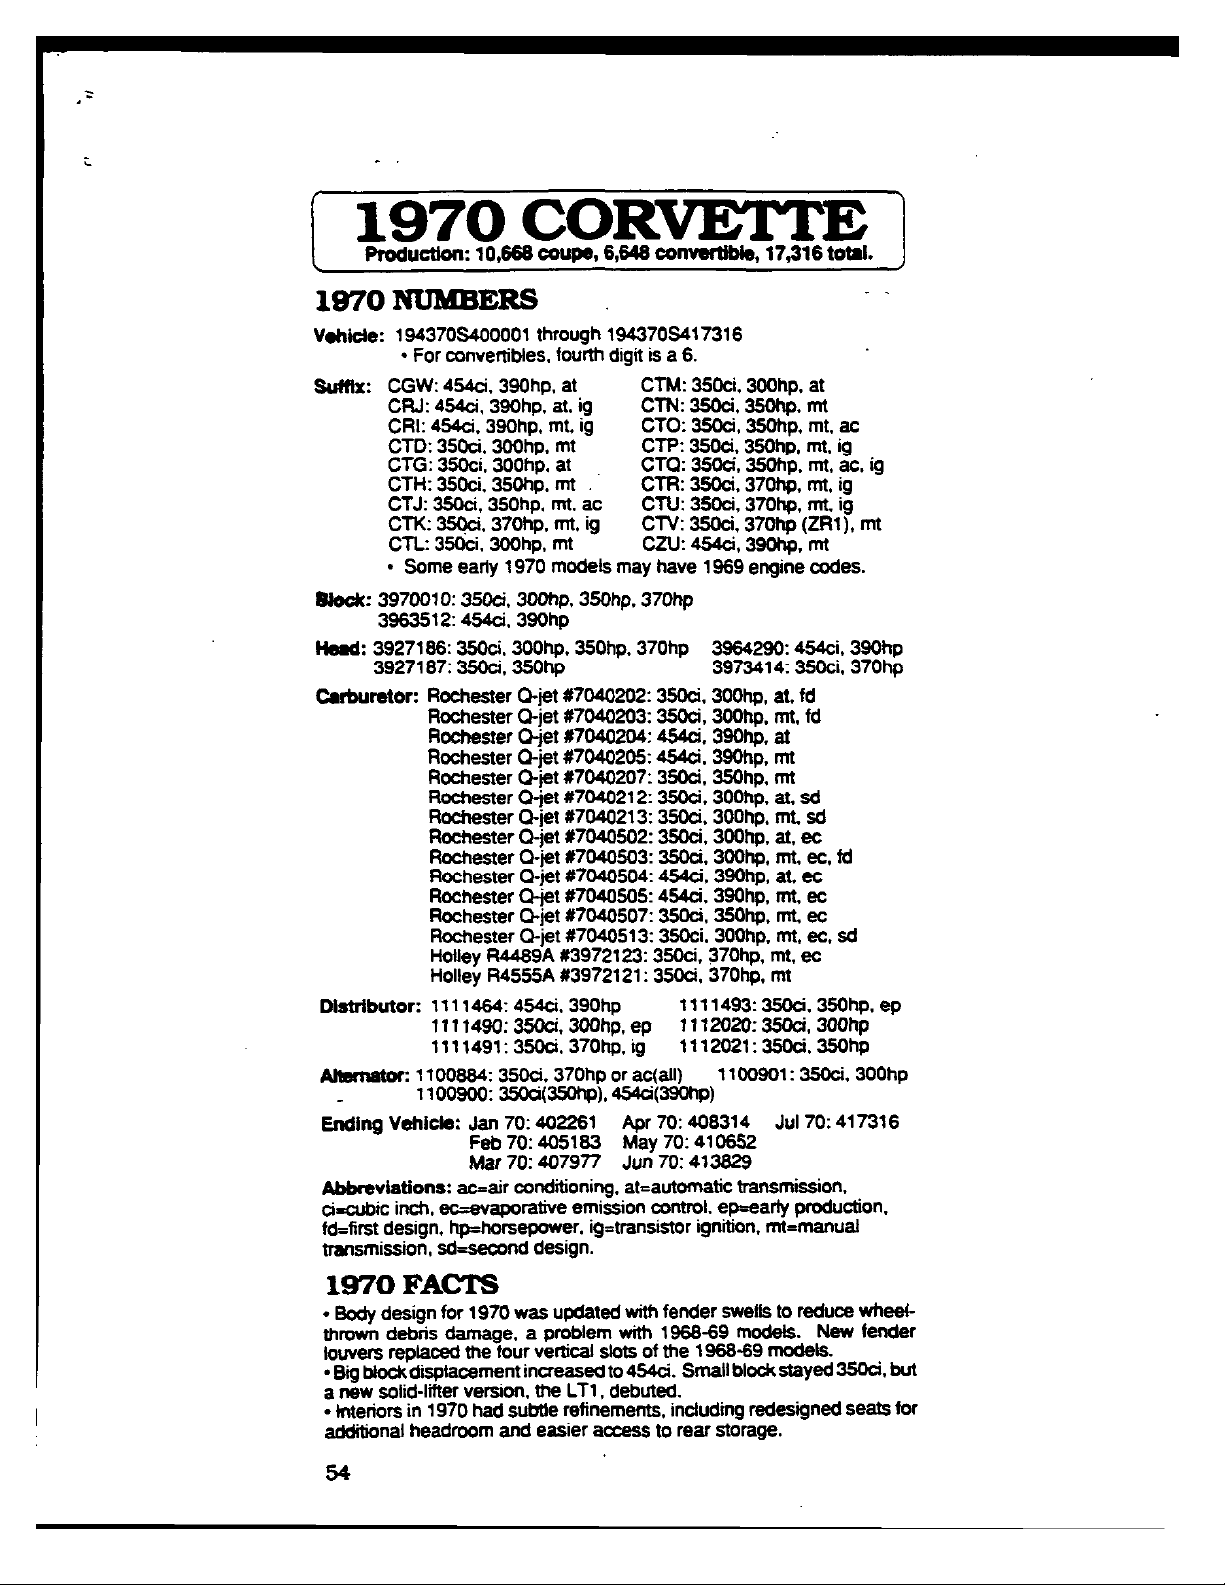 1970 CORVETTE
Production: 10,668 coupe, 6,648 convertible, 17,316 total.
1970 NUMBERS
Vehicle: 194370S400001 through 194370S417316
• For convertibles, fourth digit is a 6.
Suffix: CGW: 454ci, 390hp, at CTM: 350ci, 300hp, at
CRJ: 454ci, 390hp, at, ig CTN: 350ci, 350hp, mt
CRI: 454ci, 390hp, mt, ig CTO: 350ci, 350hp, mt, ac
CTD: 350ci, 300hp, mt CTP: 350ci, 350hp, mt, ig
CTG: 350ci, 300hp, at CTQ: 350ci, 350hp, mt, ac, ig
CTH: 350ci, 350hp, mt CTR: 350ci, 370hp, mt, ig
CTJ: 350ci, 350hp, mt, ac CTU: 350ci, 370hp, mt, ig
CTK: 350ci, 370hp, mt, ig CTV: 350ci, 370hp (ZR1), mt
CTL: 350ci, 300hp, mt CZU: 454ci, 390hp, mt
• Some early 1970 models may have 1969 engine codes.
Block: 3970010: 350ci, 300hp, 350hp, 370hp
3963512: 454ci, 390hp
Head: 3927186: 350ci, 300hp, 350hp, 370hp 3964290: 454ci, 390hp
3927187: 350ci, 350hp 3973414: 350ci, 370hp
Carburetor: Rochester Q-jet #7040202: 350ci, 300hp, at, fd
Rochester Q-jet #7040203: 350ci, 300hp, mt, fd
Rochester Q-jet #7040204: 454ci, 390hp, at
Rochester Q-jet #7040205: 454ci, 390hp, mt
Rochester Q-jet #7040207: 350ci, 350hp, mt
Rochester Q-jet #7040212: 350ci, 300hp, at, sd
Rochester Q-jet #7040213: 350ci, 300hp, mt, sd
Rochester Q-jet #7040502: 350ci, 300hp, at, ec
Rochester Q-jet #7040503: 350ci, 300hp, mt, ec, fd
Rochester Q-jet #7040504: 454ci, 390hp, at, ec
Rochester Q-jet #7040505: 454ci, 390hp, mt, ec
Rochester Q-jet #7040507: 350ci, 350hp, mt, ec
Rochester Q-jet #7040513: 350ci, 300hp, mt, ec, sd
Holley R4489A #3972123: 350ci, 370hp, mt, ec
Holley R4555A #3972121: 350ci, 370hp, mt
Distributor: 1111464: 454ci, 390hp 1111493: 350ci, 350hp, ep
1111490: 350ci, 300hp, ep 1112020: 350ci, 300hp
1111491: 350ci, 370hp, ig 1112021: 350ci, 350hp
Alternator: 1100884: 350ci, 370hp or ac(all) 1100901: 350ci, 300hp
1100900: 350ci(350hp), 454ci(390hp)
Ending Vehicle: Jan 70: 402261 Apr 70: 408314 Jul 70: 417316
Feb 70: 405183 May 70: 410652
Mar 70: 407977 Jun 70: 413829
Abbreviations: ac=air conditioning, at=automatic transmission,
ci=cubic inch, ec=evaporative emission control, ep=early production,
fd=first design, hp=horsepower, ig=transistor ignition, mt=manual
transmission, sd=second design.
1970 FACTS
• Body design for 1970 was updated with fender swells to reduce wheel-
thrown debris damage, a problem with 1968-69 models. New fender
louvers replaced the four vertical slots of the 1968-69 models.
• Big block displacement increased to 454ci. Small block stayed 350ci, but
a new solid-lifter version, the LT1, debuted.
• Interiors in 1970 had subtle refinements, including redesigned seats for
additional headroom and easier access to rear storage.
54